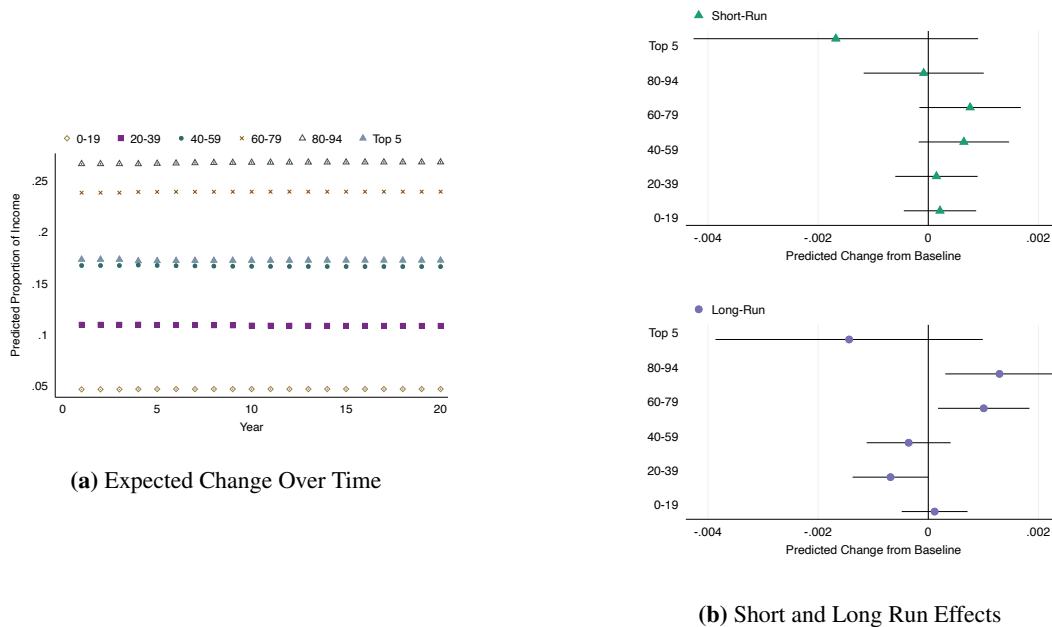 0-19 20-39 40-59 60-79 80-94 Top 5
Predicted Proportion of Income
.25
.2
.15
.1
.05
0 5 10 15 20
Year
(a) Expected Change Over Time
Short-Run
Top 5
80-94
60-79
40-59
20-39
0-19
-.004 -.002 0 .002
Predicted Change from Baseline
Long-Run
Top 5
80-94
60-79
40-59
20-39
0-19
-.004 -.002 0 .002
Predicted Change from Baseline
(b) Short and Long Run Effects